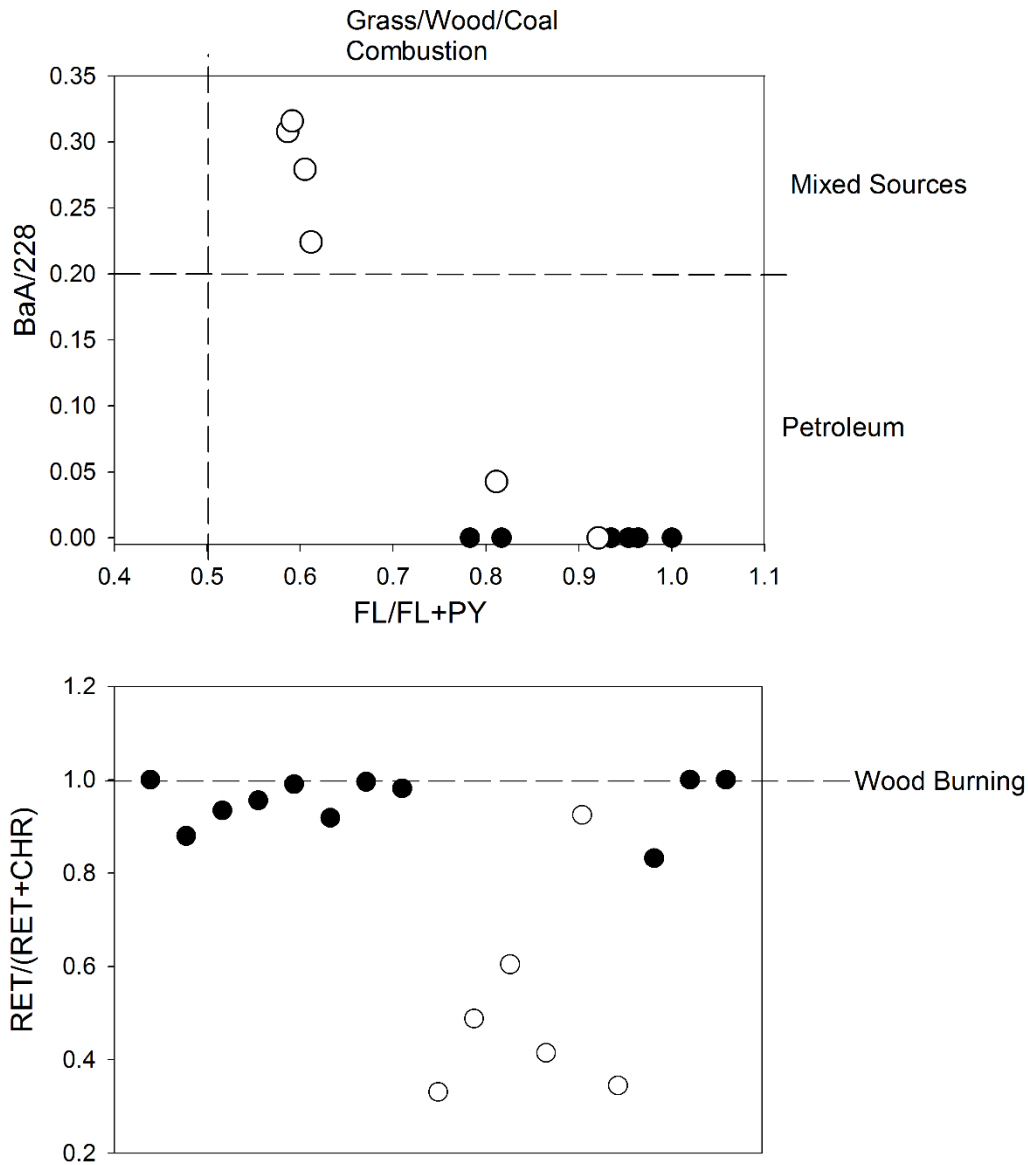 Grass/Wood/Coal
Combustion
0.35
0.30
0.25
0.20
0.15
0.10
0.05
0.00
BaA/228
Mixed Sources
Petroleum
0.4 0.5 0.6 0.7 0.8 0.9 1.0 1.1
FL/FL+PY
1.2
1.0
0.8
0.6
0.4
0.2
RET/(RET+CHR)
Wood Burning